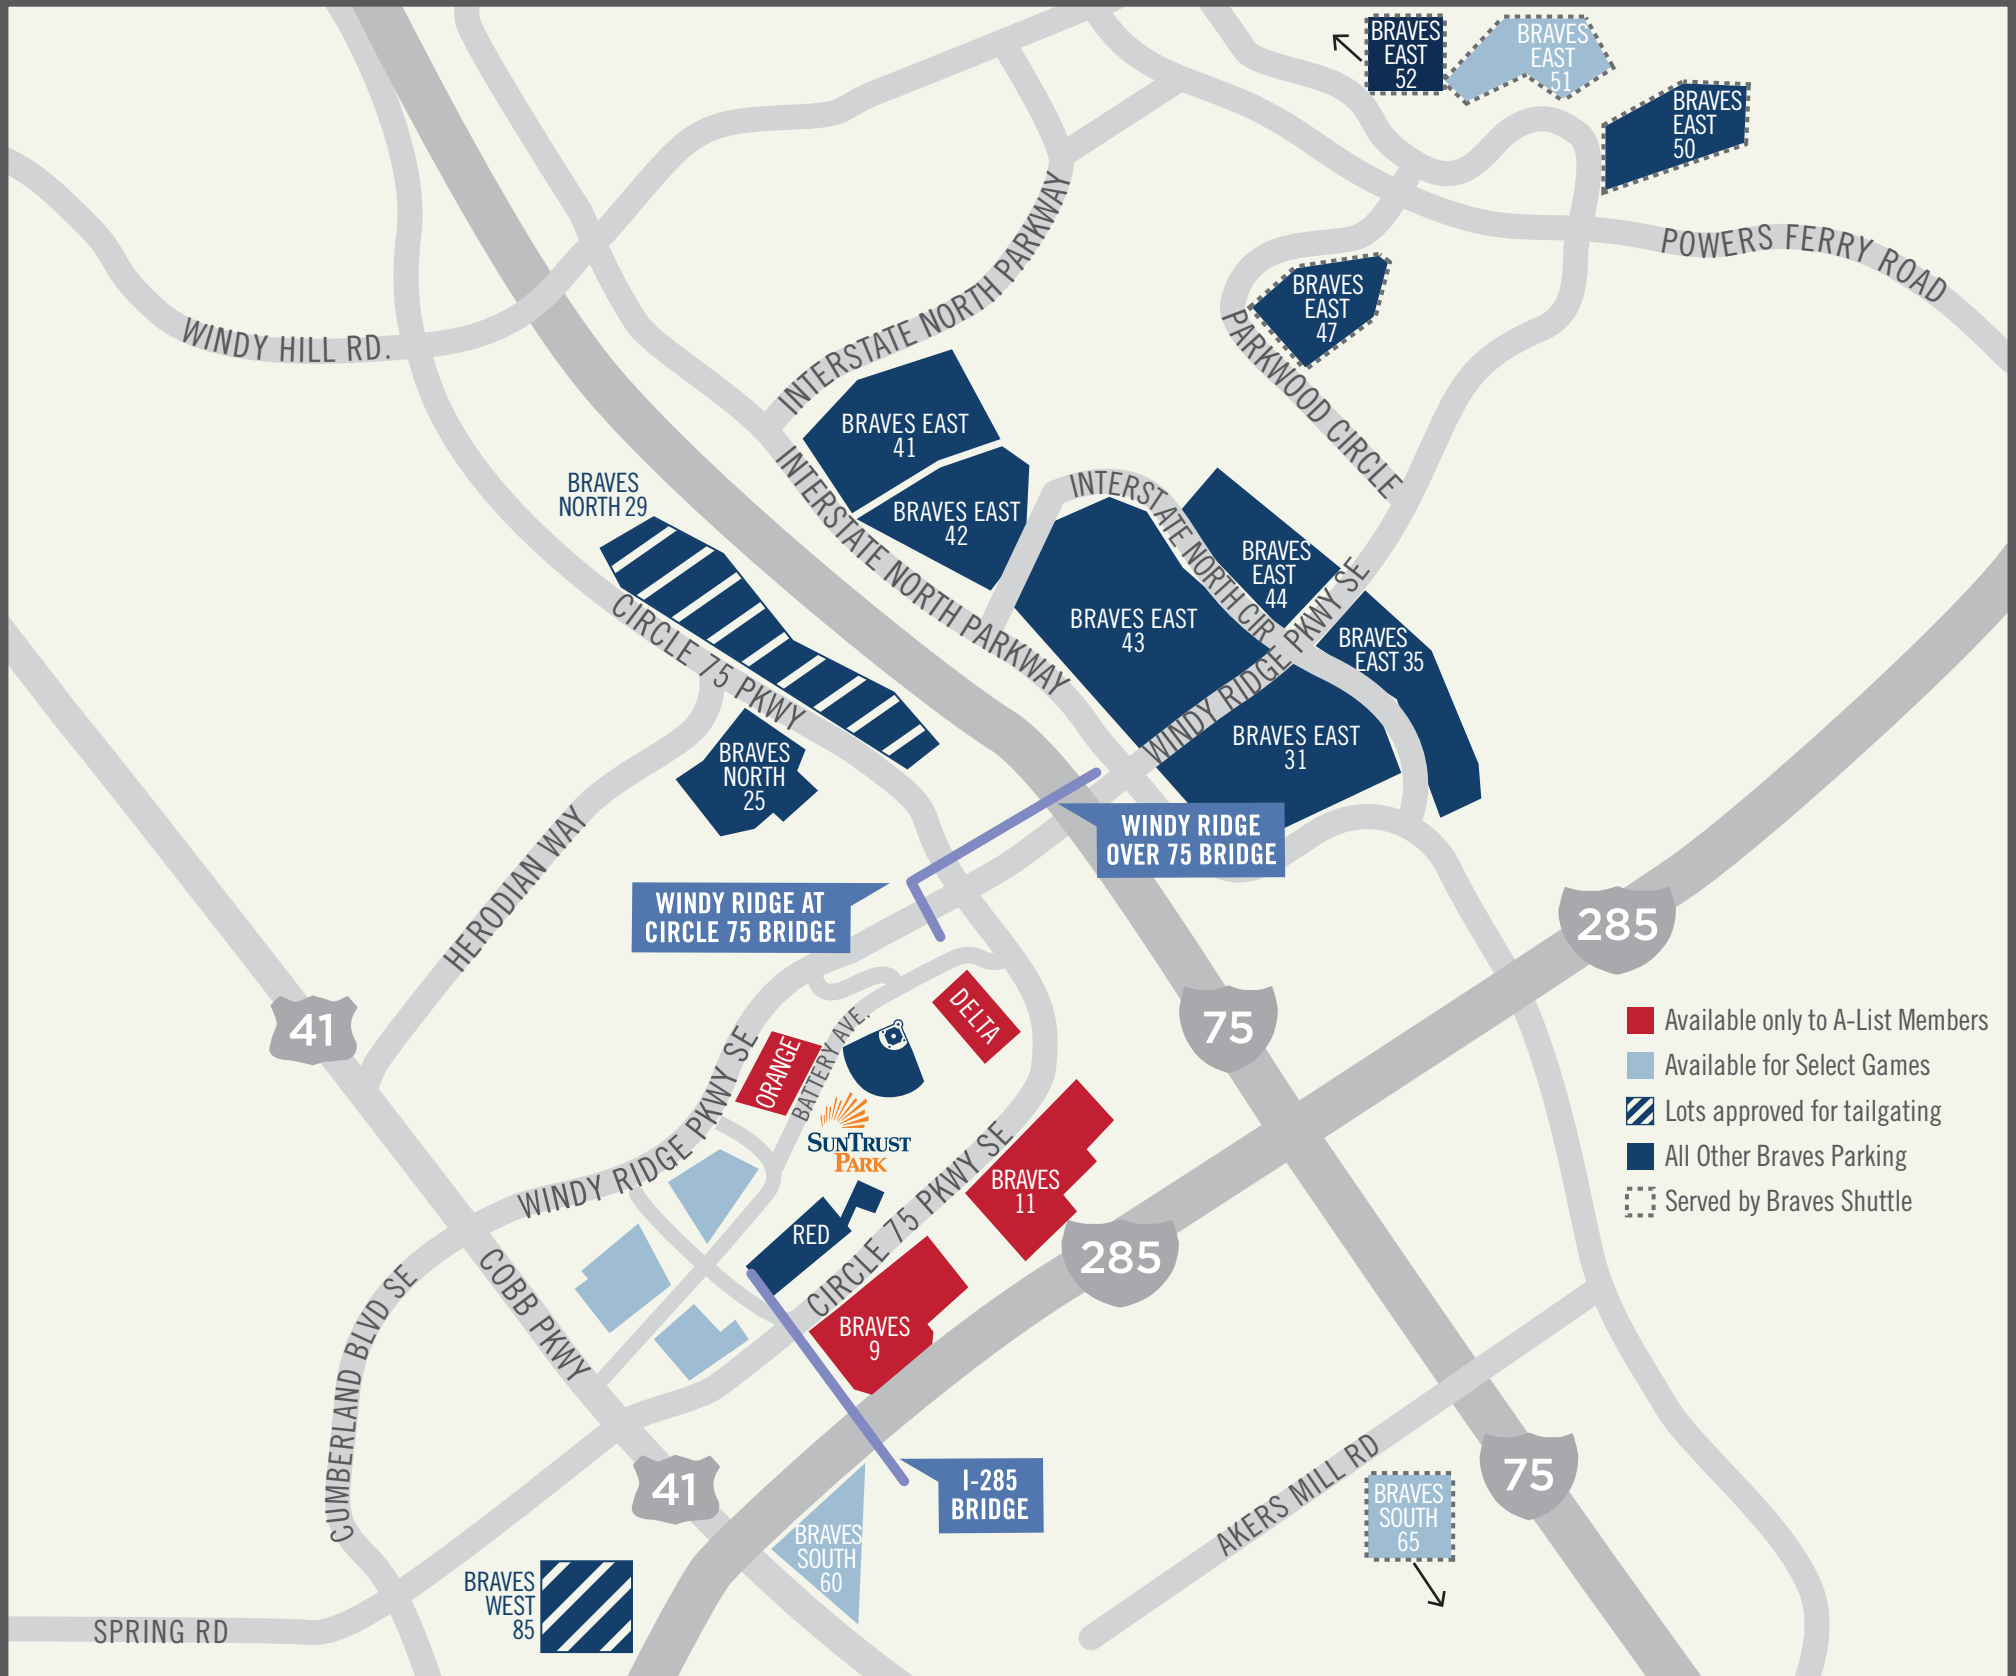 BRAVES
EAST
52
BRAVES
EAST
51
BRAVES
EAST
50
POWERS FERRY ROAD
INTERSTATE NORTH PARKWAY
BRAVES
EAST
47
PARKWOOD CIRCLE
WINDY HILL RD.
BRAVES EAST
41
BRAVES EAST
42
INTERSTATE NORTH PARKWAY
INTERSTATE NORTH CIR
BRAVES
EAST
44
BRAVES
NORTH 29
BRAVES EAST
43
BRAVES
EAST 35
WINDY RIDGE PKWY SE
CIRCLE 75 PKWY
BRAVES EAST
31
BRAVES
NORTH
25
WINDY RIDGE
OVER 75 BRIDGE
HERODIAN WAY
WINDY RIDGE AT
CIRCLE 75 BRIDGE
285
41
75
DELTA
ORANGE
BATTERY AVE.
WINDY RIDGE PKWY SE
SUNTRUST
PARK
Available only to A-List Members
Available for Select Games
Lots approved for tailgating
All Other Braves Parking
Served by Braves Shuttle
BRAVES
11
RED
CIRCLE 75 PKWY SE
285
BRAVES
9
COBB PKWY
CUMBERLAND BLVD SE
41
I-285
BRIDGE
75
AKERS MILL RD
BRAVES
SOUTH
65
BRAVES
SOUTH
60
BRAVES
WEST
85
SPRING RD